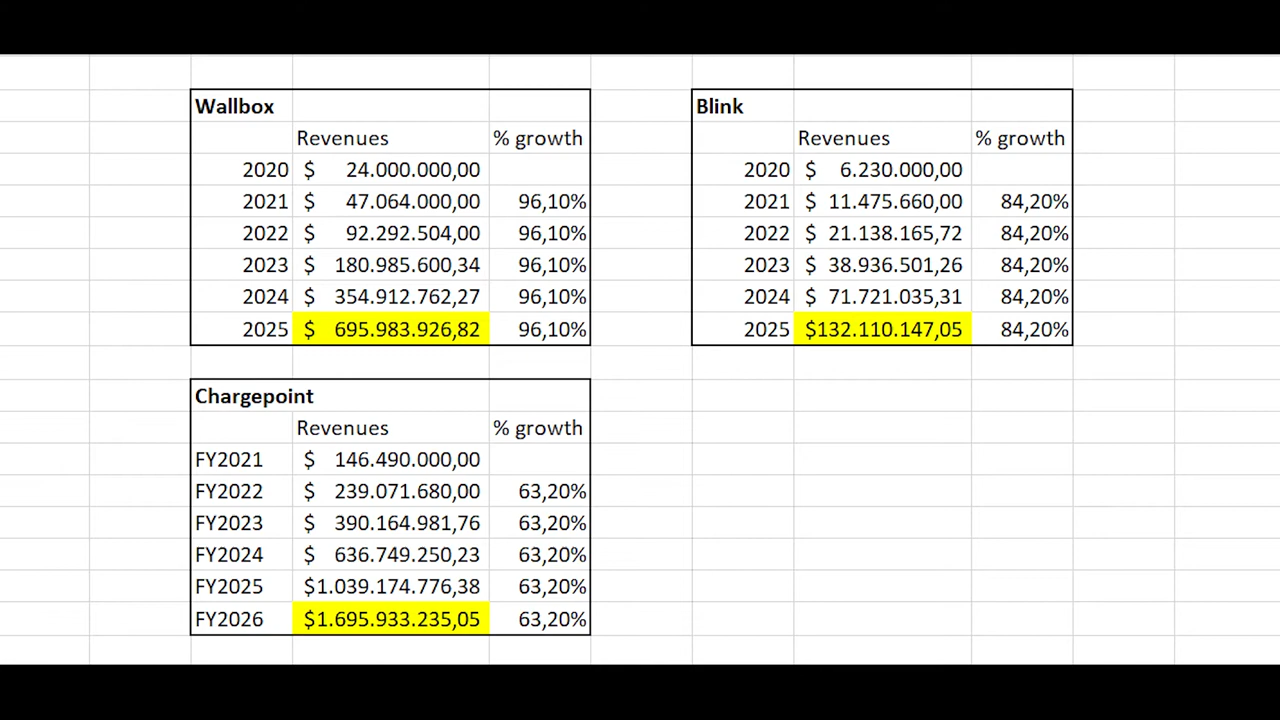 Wallbox
Revenues % growth
2020 $ 24.000.000,00
2021 $ 47.064.000,00 96,10%
2022 $ 92.292.504,00 96,10%
2023 $ 180.985.600,34 96,10%
2024 $ 354.912.762,27 96,10%
2025 $ 695.983.926,82 96,10%
Blink
Revenues % growth
2020 $ 6.230.000,00
2021 $ 11.475.660,00 84,20%
2022 $ 21.138.165,72 84,20%
2023 $ 38.936.501,26 84,20%
2024 $ 71.721.035,31 84,20%
2025 $132.110.147,05 84,20%
Chargepoint
Revenues % growth
FY2021 $ 146.490.000,00
FY2022 $ 239.071.680,00 63,20%
FY2023 $ 390.164.981,76 63,20%
FY2024 $ 636.749.250,23 63,20%
FY2025 $1.039.174.776,38 63,20%
FY2026 $1.695.933.235,05 63,20%